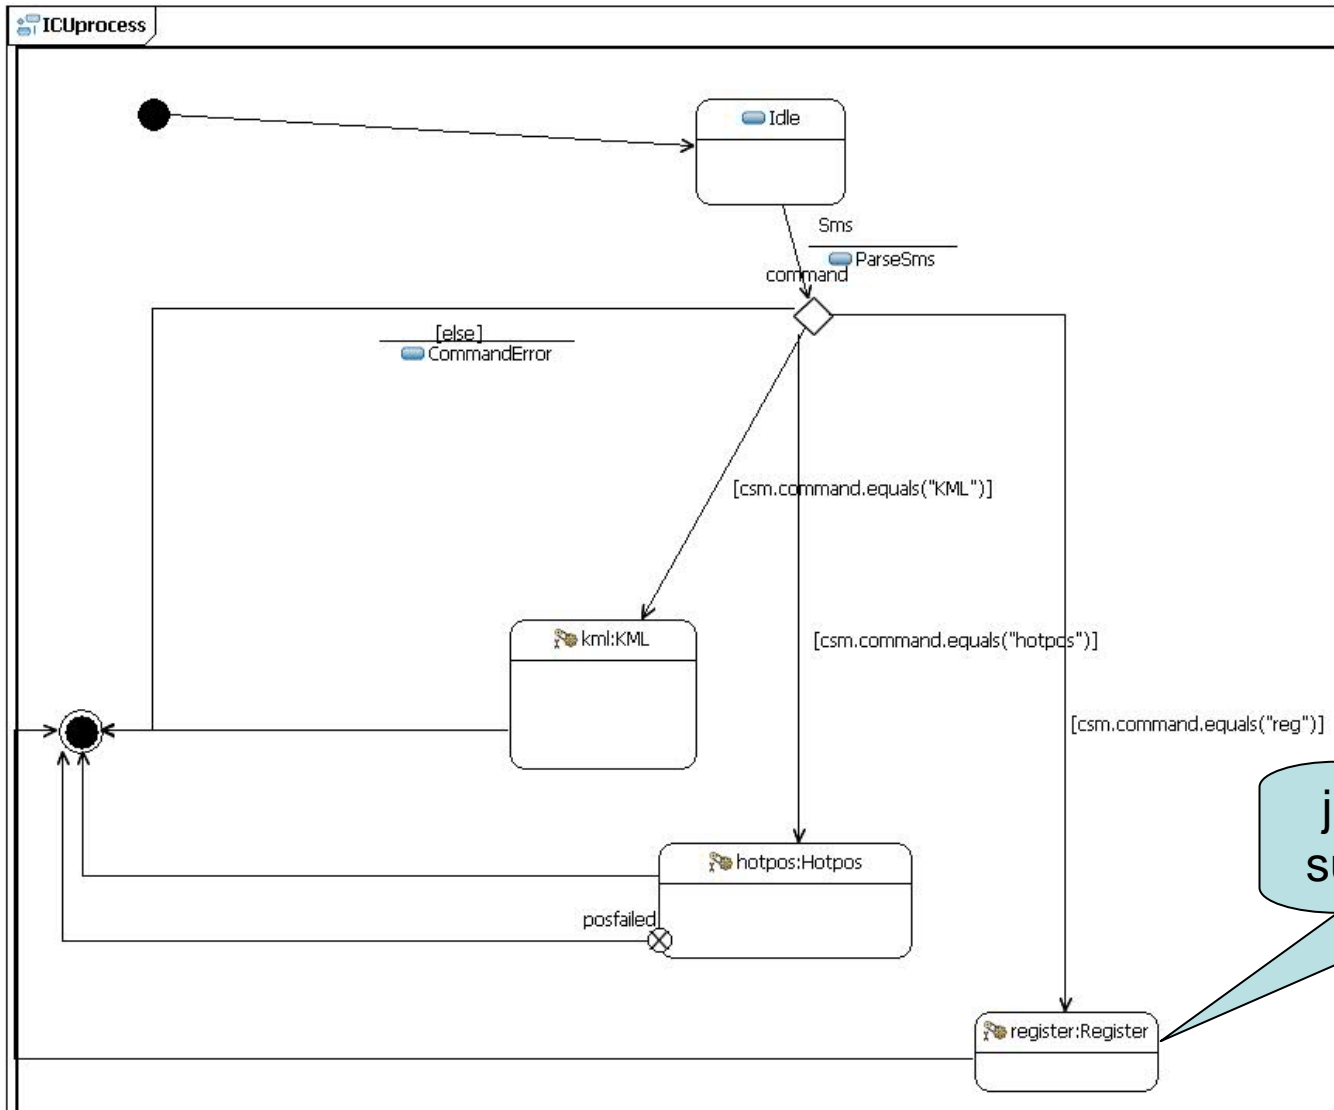 ICUprocess
Idle
Sms
ParseSms
command
[else]
CommandError
[csm.command.equals("KML")]
kml:KML
[csm.command.equals("hotpos")]
[csm.command.equals("reg")]
hotpos:Hotpos
posfailed
register:Register